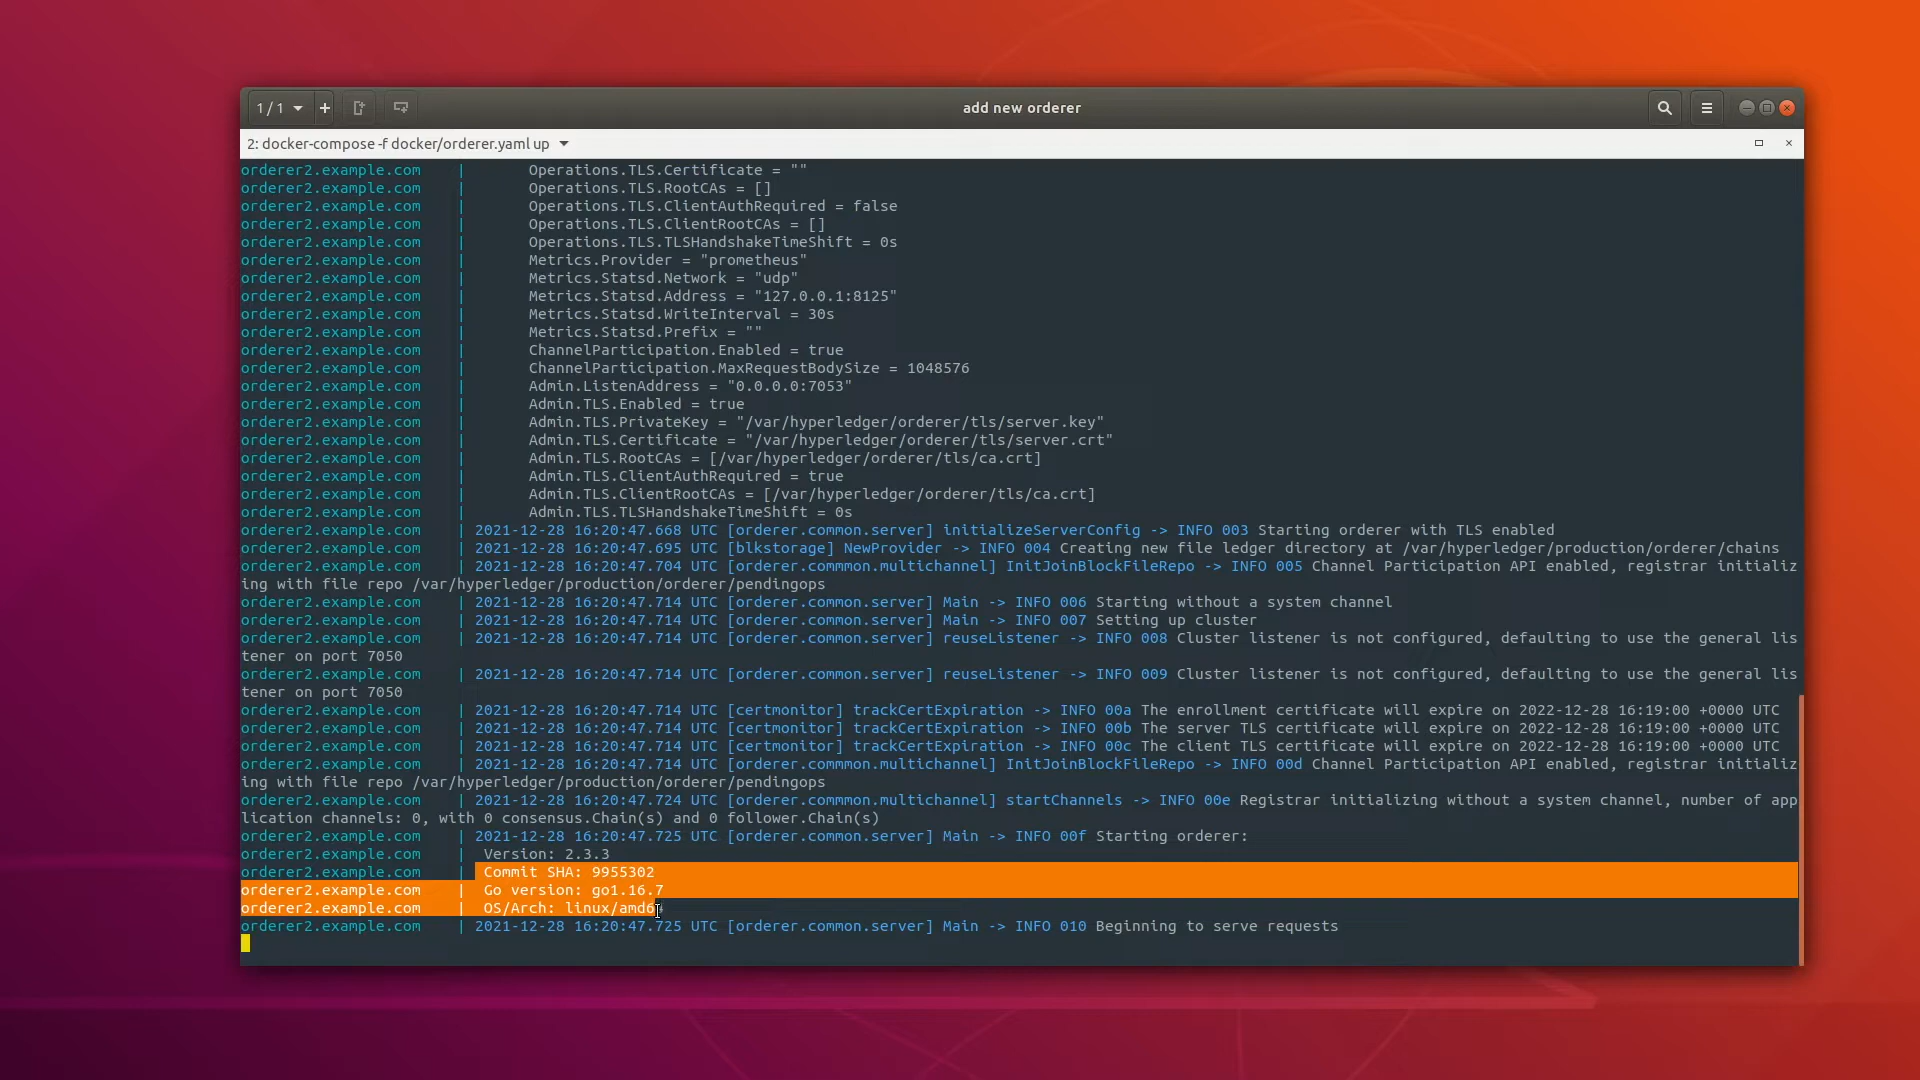 1 / 1
add new orderer
2: docker-compose -f docker/orderer.yaml up
orderer2.example.com | Operations.TLS.Certificate = ""
orderer2.example.com | Operations.TLS.RootCAs = []
orderer2.example.com | Operations.TLS.ClientAuthRequired = false
orderer2.example.com | Operations.TLS.ClientRootCAs = []
orderer2.example.com | Operations.TLS.TLSHandshakeTimeShift = 0s
orderer2.example.com | Metrics.Provider = "prometheus"
orderer2.example.com | Metrics.Statsd.Network = "udp"
orderer2.example.com | Metrics.Statsd.Address = "127.0.0.1:8125"
orderer2.example.com | Metrics.Statsd.WriteInterval = 30s
orderer2.example.com | Metrics.Statsd.Prefix = ""
orderer2.example.com | ChannelParticipation.Enabled = true
orderer2.example.com | ChannelParticipation.MaxRequestBodySize = 1048576
orderer2.example.com | Admin.ListenAddress = "0.0.0.0:7053"
orderer2.example.com | Admin.TLS.Enabled = true
orderer2.example.com | Admin.TLS.PrivateKey = "/var/hyperledger/orderer/tls/server.key"
orderer2.example.com | Admin.TLS.Certificate = "/var/hyperledger/orderer/tls/server.crt"
orderer2.example.com | Admin.TLS.RootCAs = [/var/hyperledger/orderer/tls/ca.crt]
orderer2.example.com | Admin.TLS.ClientAuthRequired = true
orderer2.example.com | Admin.TLS.ClientRootCAs = [/var/hyperledger/orderer/tls/ca.crt]
orderer2.example.com | Admin.TLS.TLSHandshakeTimeShift = 0s
orderer2.example.com | 2021-12-28 16:20:47.668 UTC [orderer.common.server] initializeServerConfig -> INFO 003 Starting orderer with TLS enabled
orderer2.example.com | 2021-12-28 16:20:47.695 UTC [blkstorage] NewProvider -> INFO 004 Creating new file ledger directory at /var/hyperledger/production/orderer/chains
orderer2.example.com | 2021-12-28 16:20:47.704 UTC [orderer.commmon.multichannel] InitJoinBlockFileRepo -> INFO 005 Channel Participation API enabled, registrar initializ
ing with file repo /var/hyperledger/production/orderer/pendingops
orderer2.example.com | 2021-12-28 16:20:47.714 UTC [orderer.common.server] Main -> INFO 006 Starting without a system channel
orderer2.example.com | 2021-12-28 16:20:47.714 UTC [orderer.common.server] Main -> INFO 007 Setting up cluster
orderer2.example.com | 2021-12-28 16:20:47.714 UTC [orderer.common.server] reuseListener -> INFO 008 Cluster listener is not configured, defaulting to use the general lis
tener on port 7050
orderer2.example.com | 2021-12-28 16:20:47.714 UTC [orderer.common.server] reuseListener -> INFO 009 Cluster listener is not configured, defaulting to use the general lis
tener on port 7050
orderer2.example.com | 2021-12-28 16:20:47.714 UTC [certmonitor] trackCertExpiration -> INFO 00a The enrollment certificate will expire on 2022-12-28 16:19:00 +0000 UTC
orderer2.example.com | 2021-12-28 16:20:47.714 UTC [certmonitor] trackCertExpiration -> INFO 00b The server TLS certificate will expire on 2022-12-28 16:19:00 +0000 UTC
orderer2.example.com | 2021-12-28 16:20:47.714 UTC [certmonitor] trackCertExpiration -> INFO 00c The client TLS certificate will expire on 2022-12-28 16:19:00 +0000 UTC
orderer2.example.com | 2021-12-28 16:20:47.714 UTC [orderer.commmon.multichannel] InitJoinBlockFileRepo -> INFO 00d Channel Participation API enabled, registrar initializ
ing with file repo /var/hyperledger/production/orderer/pendingops
orderer2.example.com | 2021-12-28 16:20:47.724 UTC [orderer.commmon.multichannel] startChannels -> INFO 00e Registrar initializing without a system channel, number of app
lication channels: 0, with 0 consensus.Chain(s) and 0 follower.Chain(s)
orderer2.example.com | 2021-12-28 16:20:47.725 UTC [orderer.common.server] Main -> INFO 00f Starting orderer:
orderer2.example.com | Version: 2.3.3
orderer2.example.com | Commit SHA: 9955302
orderer2.example.com | Go version: go1.16.7
orderer2.example.com | OS/Arch: linux/amd6
orderer2.example.com | 2021-12-28 16:20:47.725 UTC [orderer.common.server] Main -> INFO 010 Beginning to serve requests